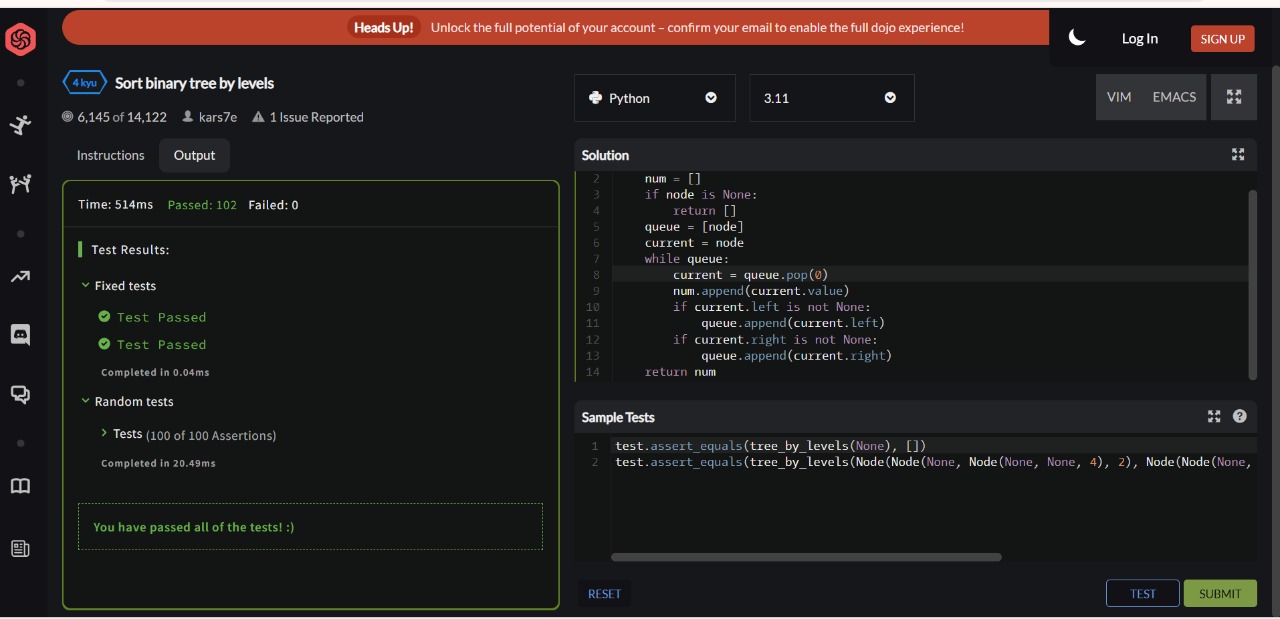 Heads Up! Unlock the full potential of your account – confirm your email to enable the full dojo experience!
Log In
SIGN UP
4 kyu Sort binary tree by levels
6,145 of 14,122 kars7e 1 Issue Reported
Instructions Output
Time: 514ms Passed: 102 Failed: 0
Test Results:
Fixed tests
Test Passed
Test Passed
Completed in 0.04ms
Random tests
Tests (100 of 100 Assertions)
Completed in 20.49ms
You have passed all of the tests! :)
Python
3.11
VIM EMACS
Solution
2 num = []
3 if node is None:
4 return []
5 queue = [node]
6 current = node
7 while queue:
8 current = queue.pop(0)
9 num.append(current.value)
10 if current.left is not None:
11 queue.append(current.left)
12 if current.right is not None:
13 queue.append(current.right)
14 return num
Sample Tests
1 test.assert_equals(tree_by_levels(None), [])
2 test.assert_equals(tree_by_levels(Node(Node(None, Node(None, None, 4), 2), Node(Node(None,
RESET
TEST
SUBMIT